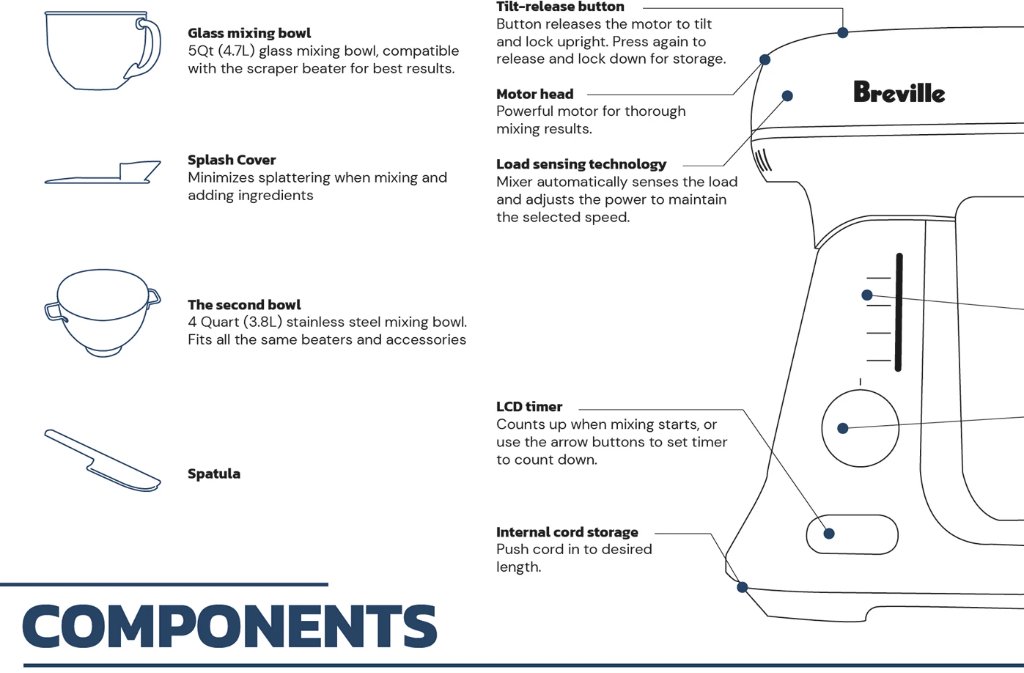 Glass mixing bowl
5Qt (4.7L) glass mixing bowl, compatible
with the scraper beater for best results.
Splash Cover
Minimizes splattering when mixing and
adding ingredients
The second bowl
4 Quart (3.8L) stainless steel mixing bowl.
Fits all the same beaters and accessories
Spatula
Tilt-release button
Button releases the motor to tilt
and lock upright. Press again to
release and lock down for storage.
Motor head
Powerful motor for thorough
mixing results.
Load sensing technology
Mixer automatically senses the load
and adjusts the power to maintain
the selected speed.
LCD timer
Counts up when mixing starts, or
use the arrow buttons to set timer
to count down.
Internal cord storage
Push cord in to desired
length.
Breville
COMPONENTS